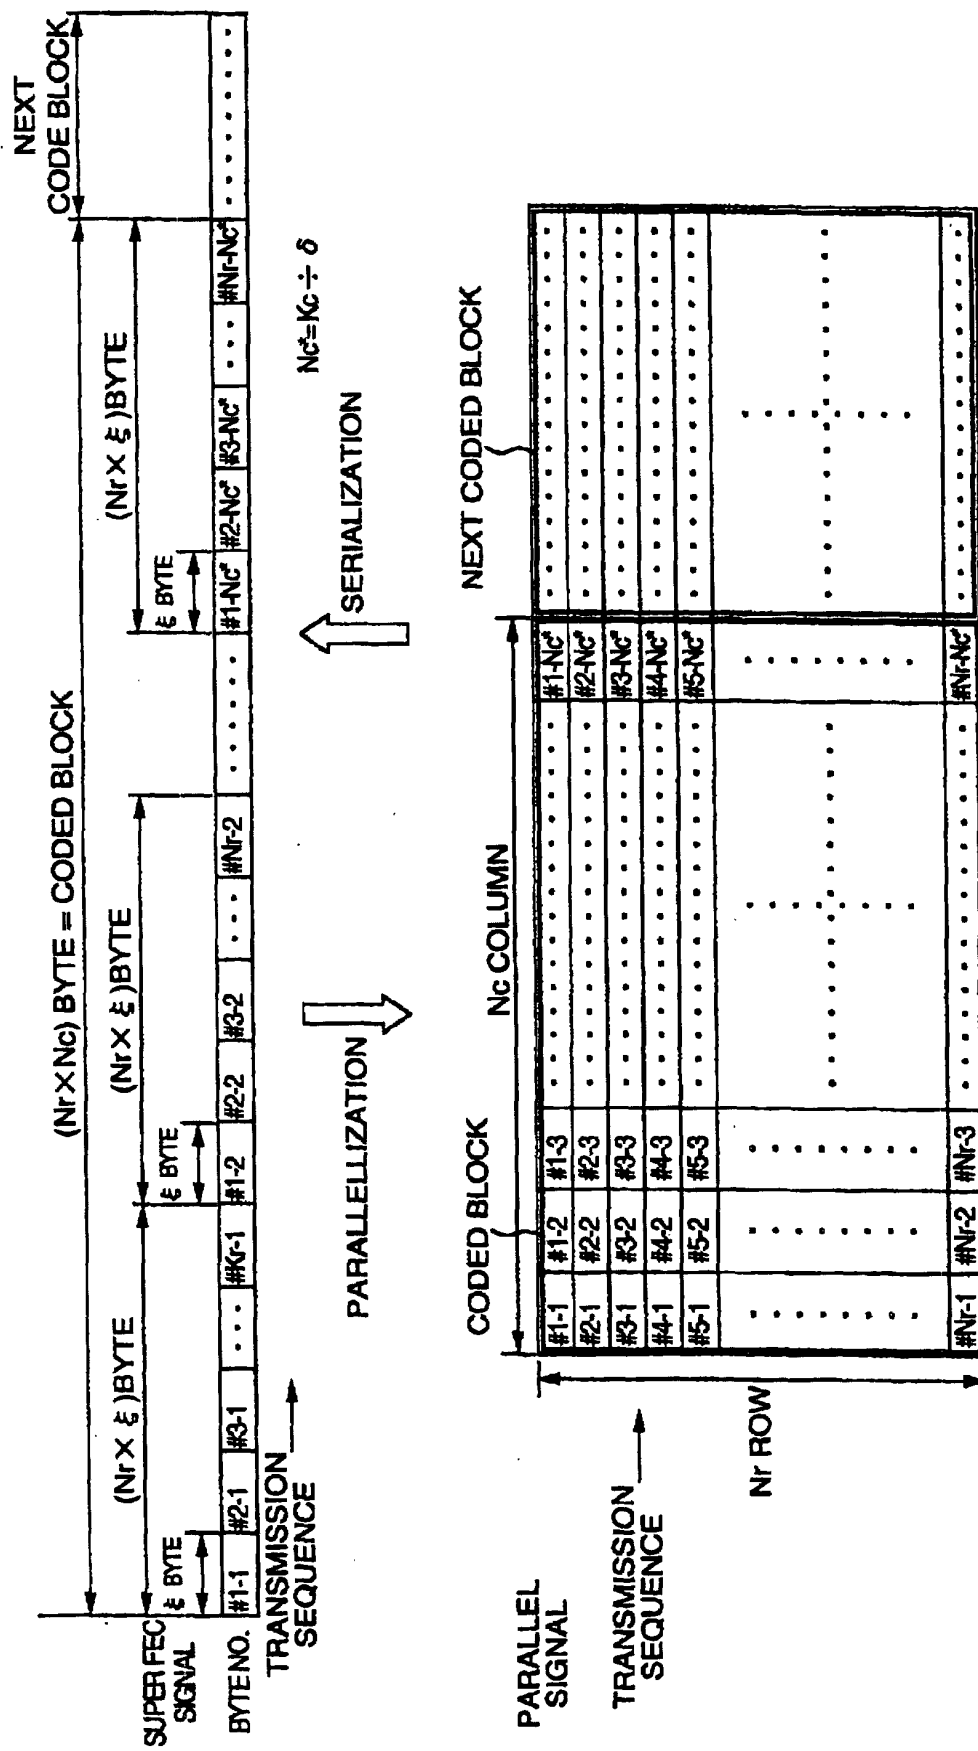 NEXT
CODE BLOCK
(Nr×Nc) BYTE = CODED BLOCK
(Nr×ξ)BYTE
(Nr×ξ)BYTE
(Nr×ξ)BYTE
SUPER FEC
SIGNAL
ξ BYTE
ξ BYTE
ξ BYTE
BYTE NO.
#1-1 #2-1 #3-1 ··· #Kr-1 #1-2 #2-2 #3-2 ··· #Nr-2 ····· #1-Nc* #2-Nc* #3-Nc* ··· #Nr-Nc* ········
TRANSMISSION
SEQUENCE
Nc*=Kc÷δ
PARALLELLIZATION
SERIALIZATION
PARALLEL
SIGNAL
CODED BLOCK
Nc COLUMN
NEXT CODED BLOCK
TRANSMISSION
SEQUENCE
Nr ROW
#1-1 #1-2 #1-3 ················ #1-Nc*
#2-1 #2-2 #2-3 ················ #2-Nc*
#3-1 #3-2 #3-3 ················ #3-Nc*
#4-1 #4-2 #4-3 ················ #4-Nc*
#5-1 #5-2 #5-3 ················ #5-Nc*
#Nr-1 #Nr-2 #Nr-3 ················ #Nr-Nc*